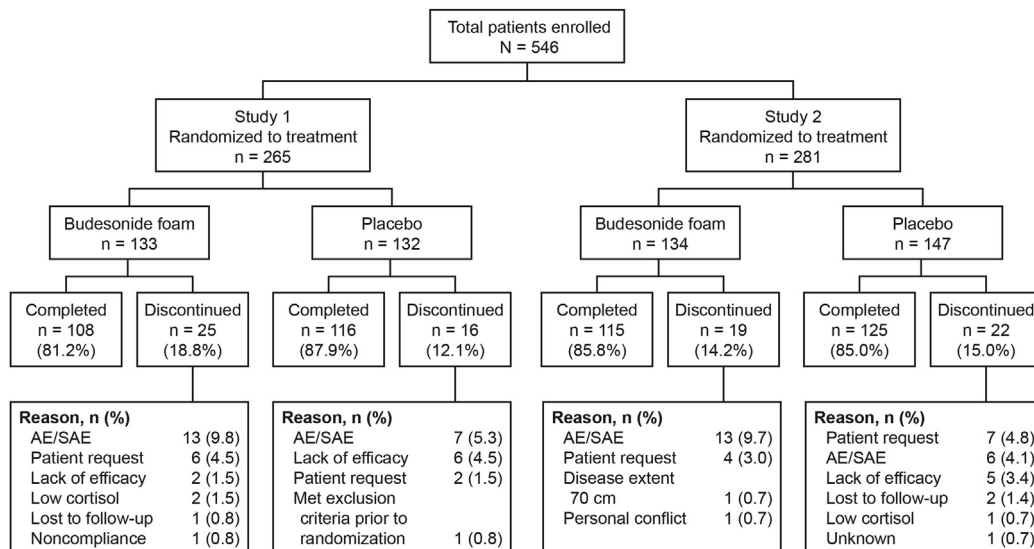 Total patients enrolled
N = 546
Study 1
Randomized to treatment
n = 265
Study 2
Randomized to treatment
n = 281
Budesonide foam
n = 133
Placebo
n = 132
Budesonide foam
n = 134
Placebo
n = 147
Completed
n = 108
(81.2%)
Discontinued
n = 25
(18.8%)
Completed
n = 116
(87.9%)
Discontinued
n = 16
(12.1%)
Completed
n = 115
(85.8%)
Discontinued
n = 19
(14.2%)
Completed
n = 125
(85.0%)
Discontinued
n = 22
(15.0%)
Reason, n (%)
AE/SAE 13 (9.8)
Patient request 6 (4.5)
Lack of efficacy 2 (1.5)
Low cortisol 2 (1.5)
Lost to follow-up 1 (0.8)
Noncompliance 1 (0.8)
Reason, n (%)
AE/SAE 7 (5.3)
Lack of efficacy 6 (4.5)
Patient request 2 (1.5)
Met exclusion
criteria prior to
randomization 1 (0.8)
Reason, n (%)
AE/SAE 13 (9.7)
Patient request 4 (3.0)
Disease extent
70 cm 1 (0.7)
Personal conflict 1 (0.7)
Reason, n (%)
Patient request 7 (4.8)
AE/SAE 6 (4.1)
Lack of efficacy 5 (3.4)
Lost to follow-up 2 (1.4)
Low cortisol 1 (0.7)
Unknown 1 (0.7)